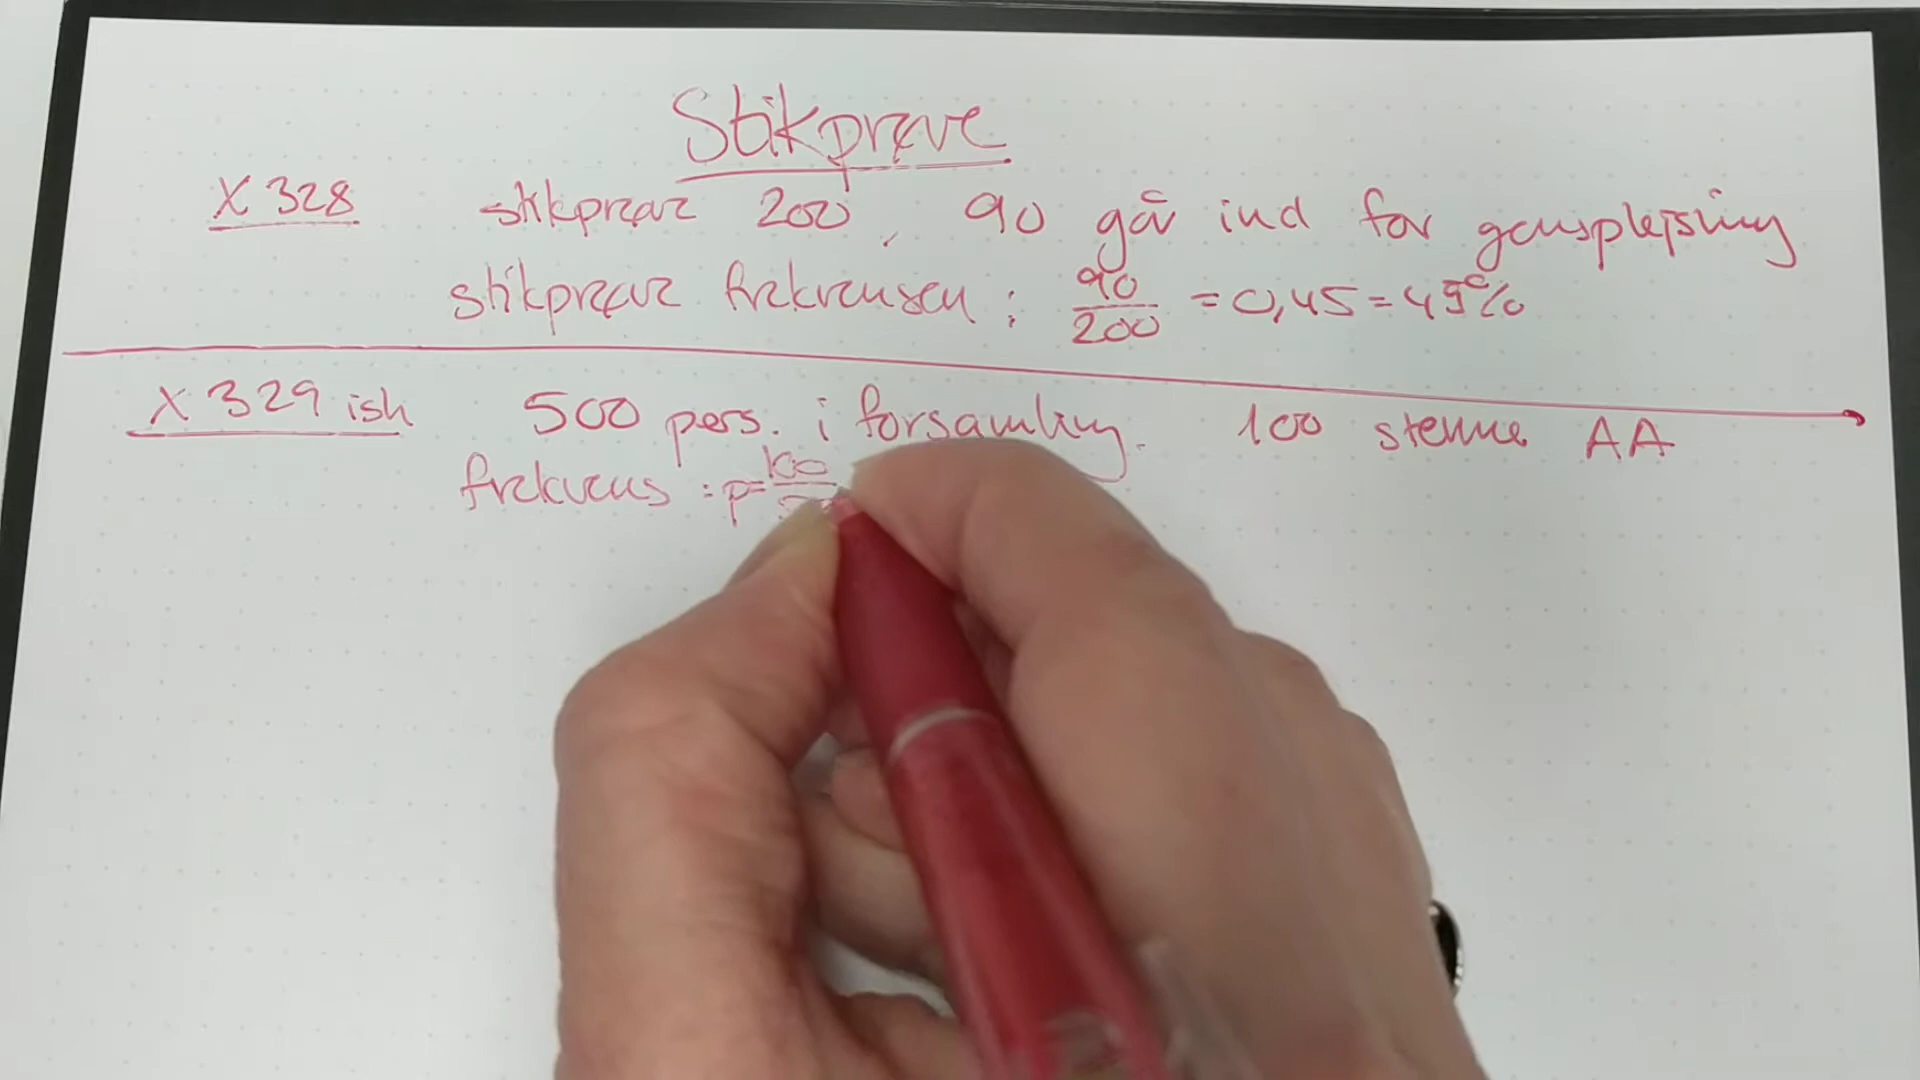 Stikprøve
X 328 stikprøve 200, 90 går ind for gensplejsning
stikprøve frekvensen : 90/200 = 0,45 = 45%
X 329 ish 500 pers. i forsamling. 100 stemme AA
frekvens : p = 100/